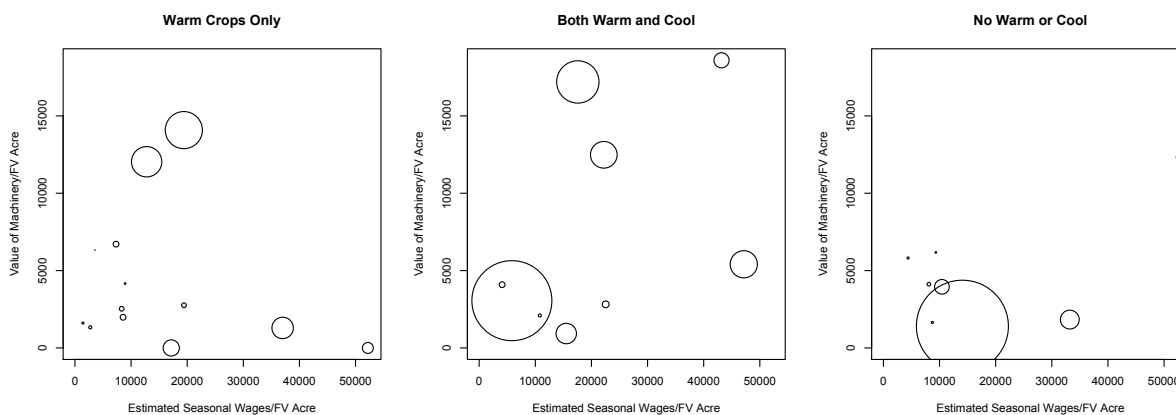 Warm Crops Only
Both Warm and Cool
No Warm or Cool
Value of Machinery/FV Acre
15000
10000
5000
0
0 10000 20000 30000 40000 50000
Estimated Seasonal Wages/FV Acre
Value of Machinery/FV Acre
15000
10000
5000
0
0 10000 20000 30000 40000 50000
Estimated Seasonal Wages/FV Acre
Value of Machinery/FV Acre
15000
10000
5000
0
0 10000 20000 30000 40000 5000
Estimated Seasonal Wages/FV Acre